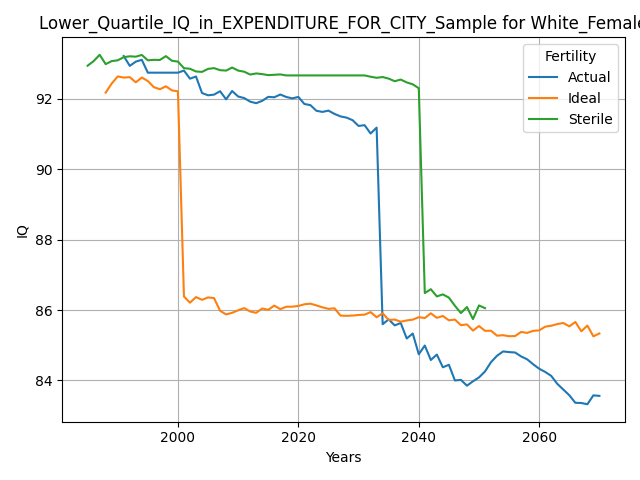 Lower_Quartile_IQ_in_EXPENDITURE_FOR_CITY_Sample for White_Female
Fertility
Actual
Ideal
Sterile
IQ
92
90
88
86
84
2000
2020
2040
2060
Years